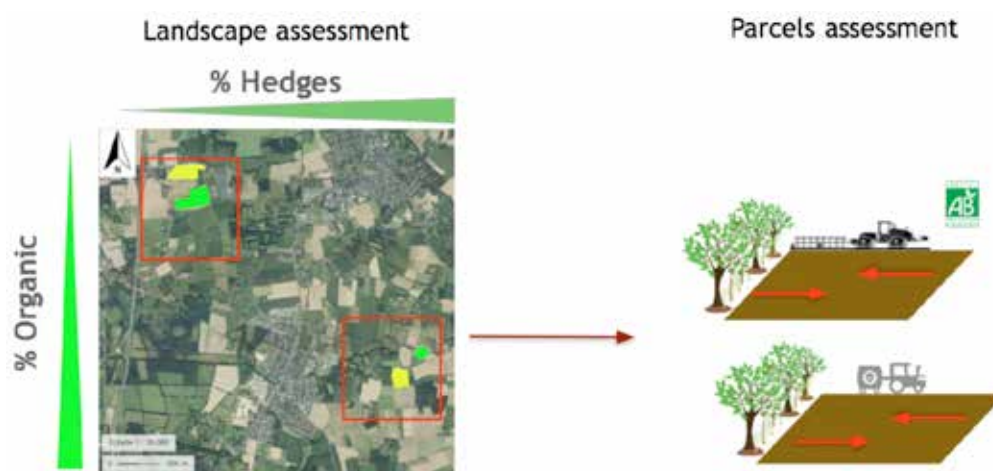 Landscape assessment
Parcels assessment
% Hedges
% Organic
N
AB